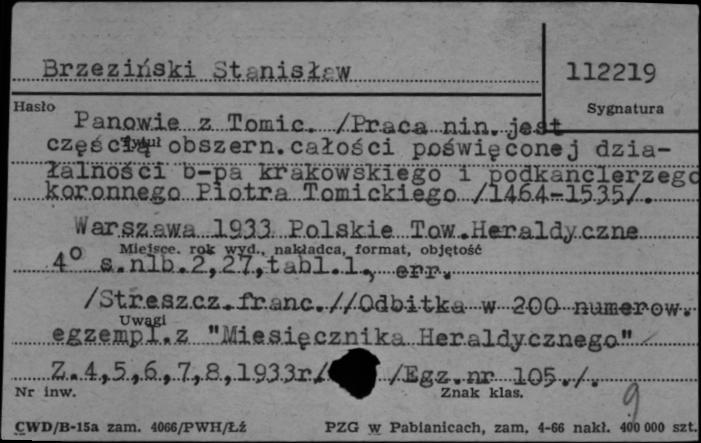 Brzeziński Stanisław
112219
Hasło
Sygnatura
Panowie z Tomic. /Praca nin. jest
Tytuł
częścią obszern.całości poświęconej dzia-
łalności b-pa krakowskiego i podkanclerzego
koronnego Piotra Tomickiego /1464-1535/.
Warszawa 1933 Polskie Tow.Heraldyczne
Miejsce, rok wyd., nakładca, format, objętość
4° s.nlb.2,27,tabl.1., err.
/Streszcz.franc.//Odbitka w 200 numerow.
Uwagi
egzempl.z "Miesięcznika Heraldycznego"
Z.4,5,6,7,8,1933r/ /Egz.nr 105./.
Nr inw.
Znak klas.
9
CWD/B-15a zam. 4066/PWH/Łź
PZG w Pabianicach, zam. 4-66 nakł. 400 000 szt.